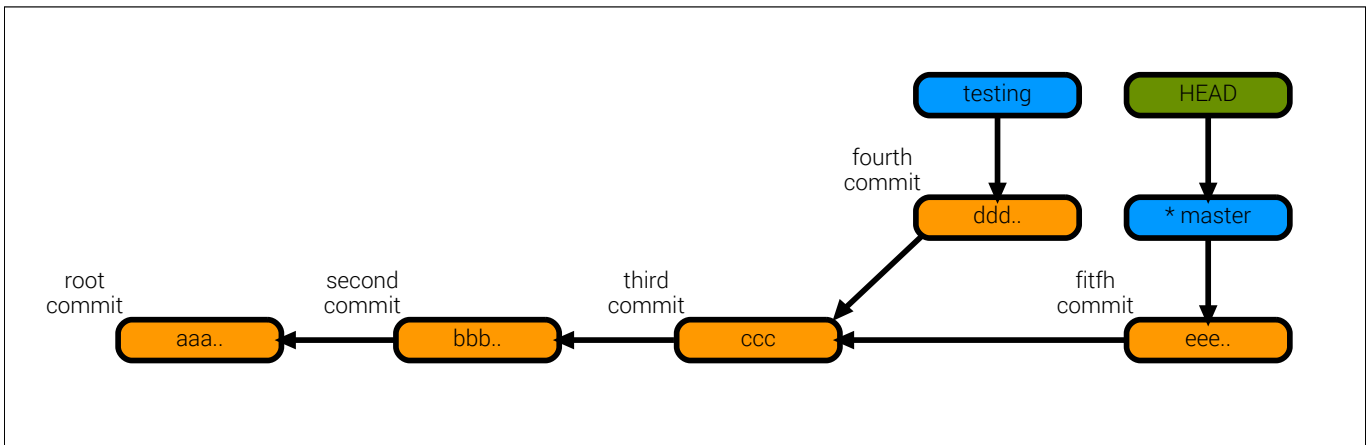 testing
HEAD
fourth
commit
ddd..
* master
root
commit
second
commit
third
commit
fitfh
commit
aaa..
bbb..
ccc
eee..